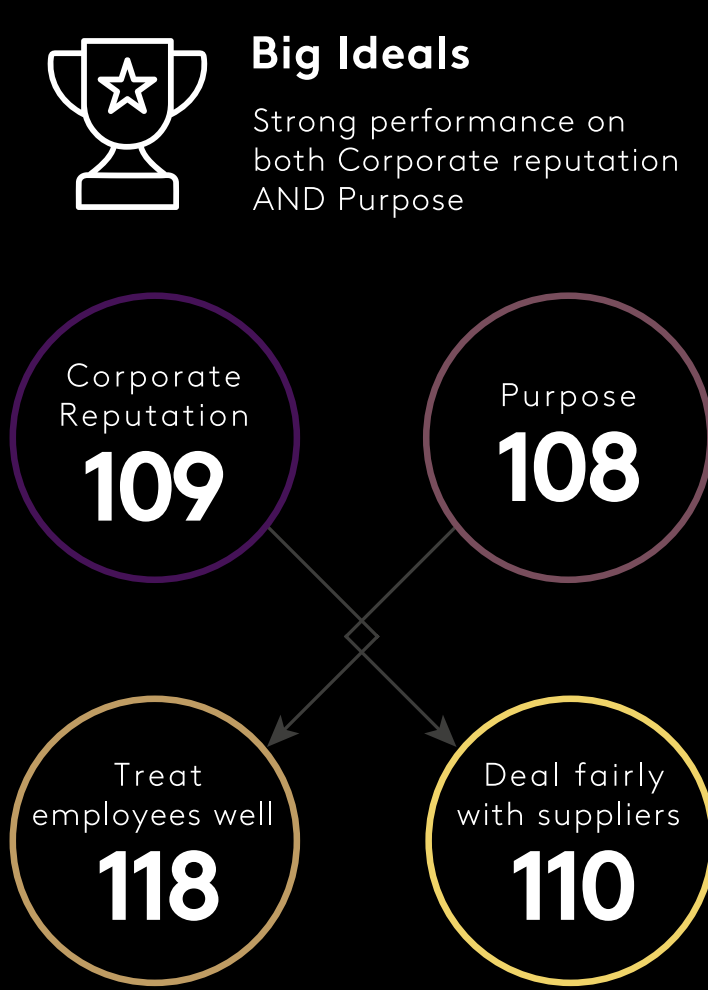 Big Ideals
Strong performance on
both Corporate reputation
AND Purpose
Corporate
Reputation
109
Purpose
108
Treat
employees well
118
Deal fairly
with suppliers
110